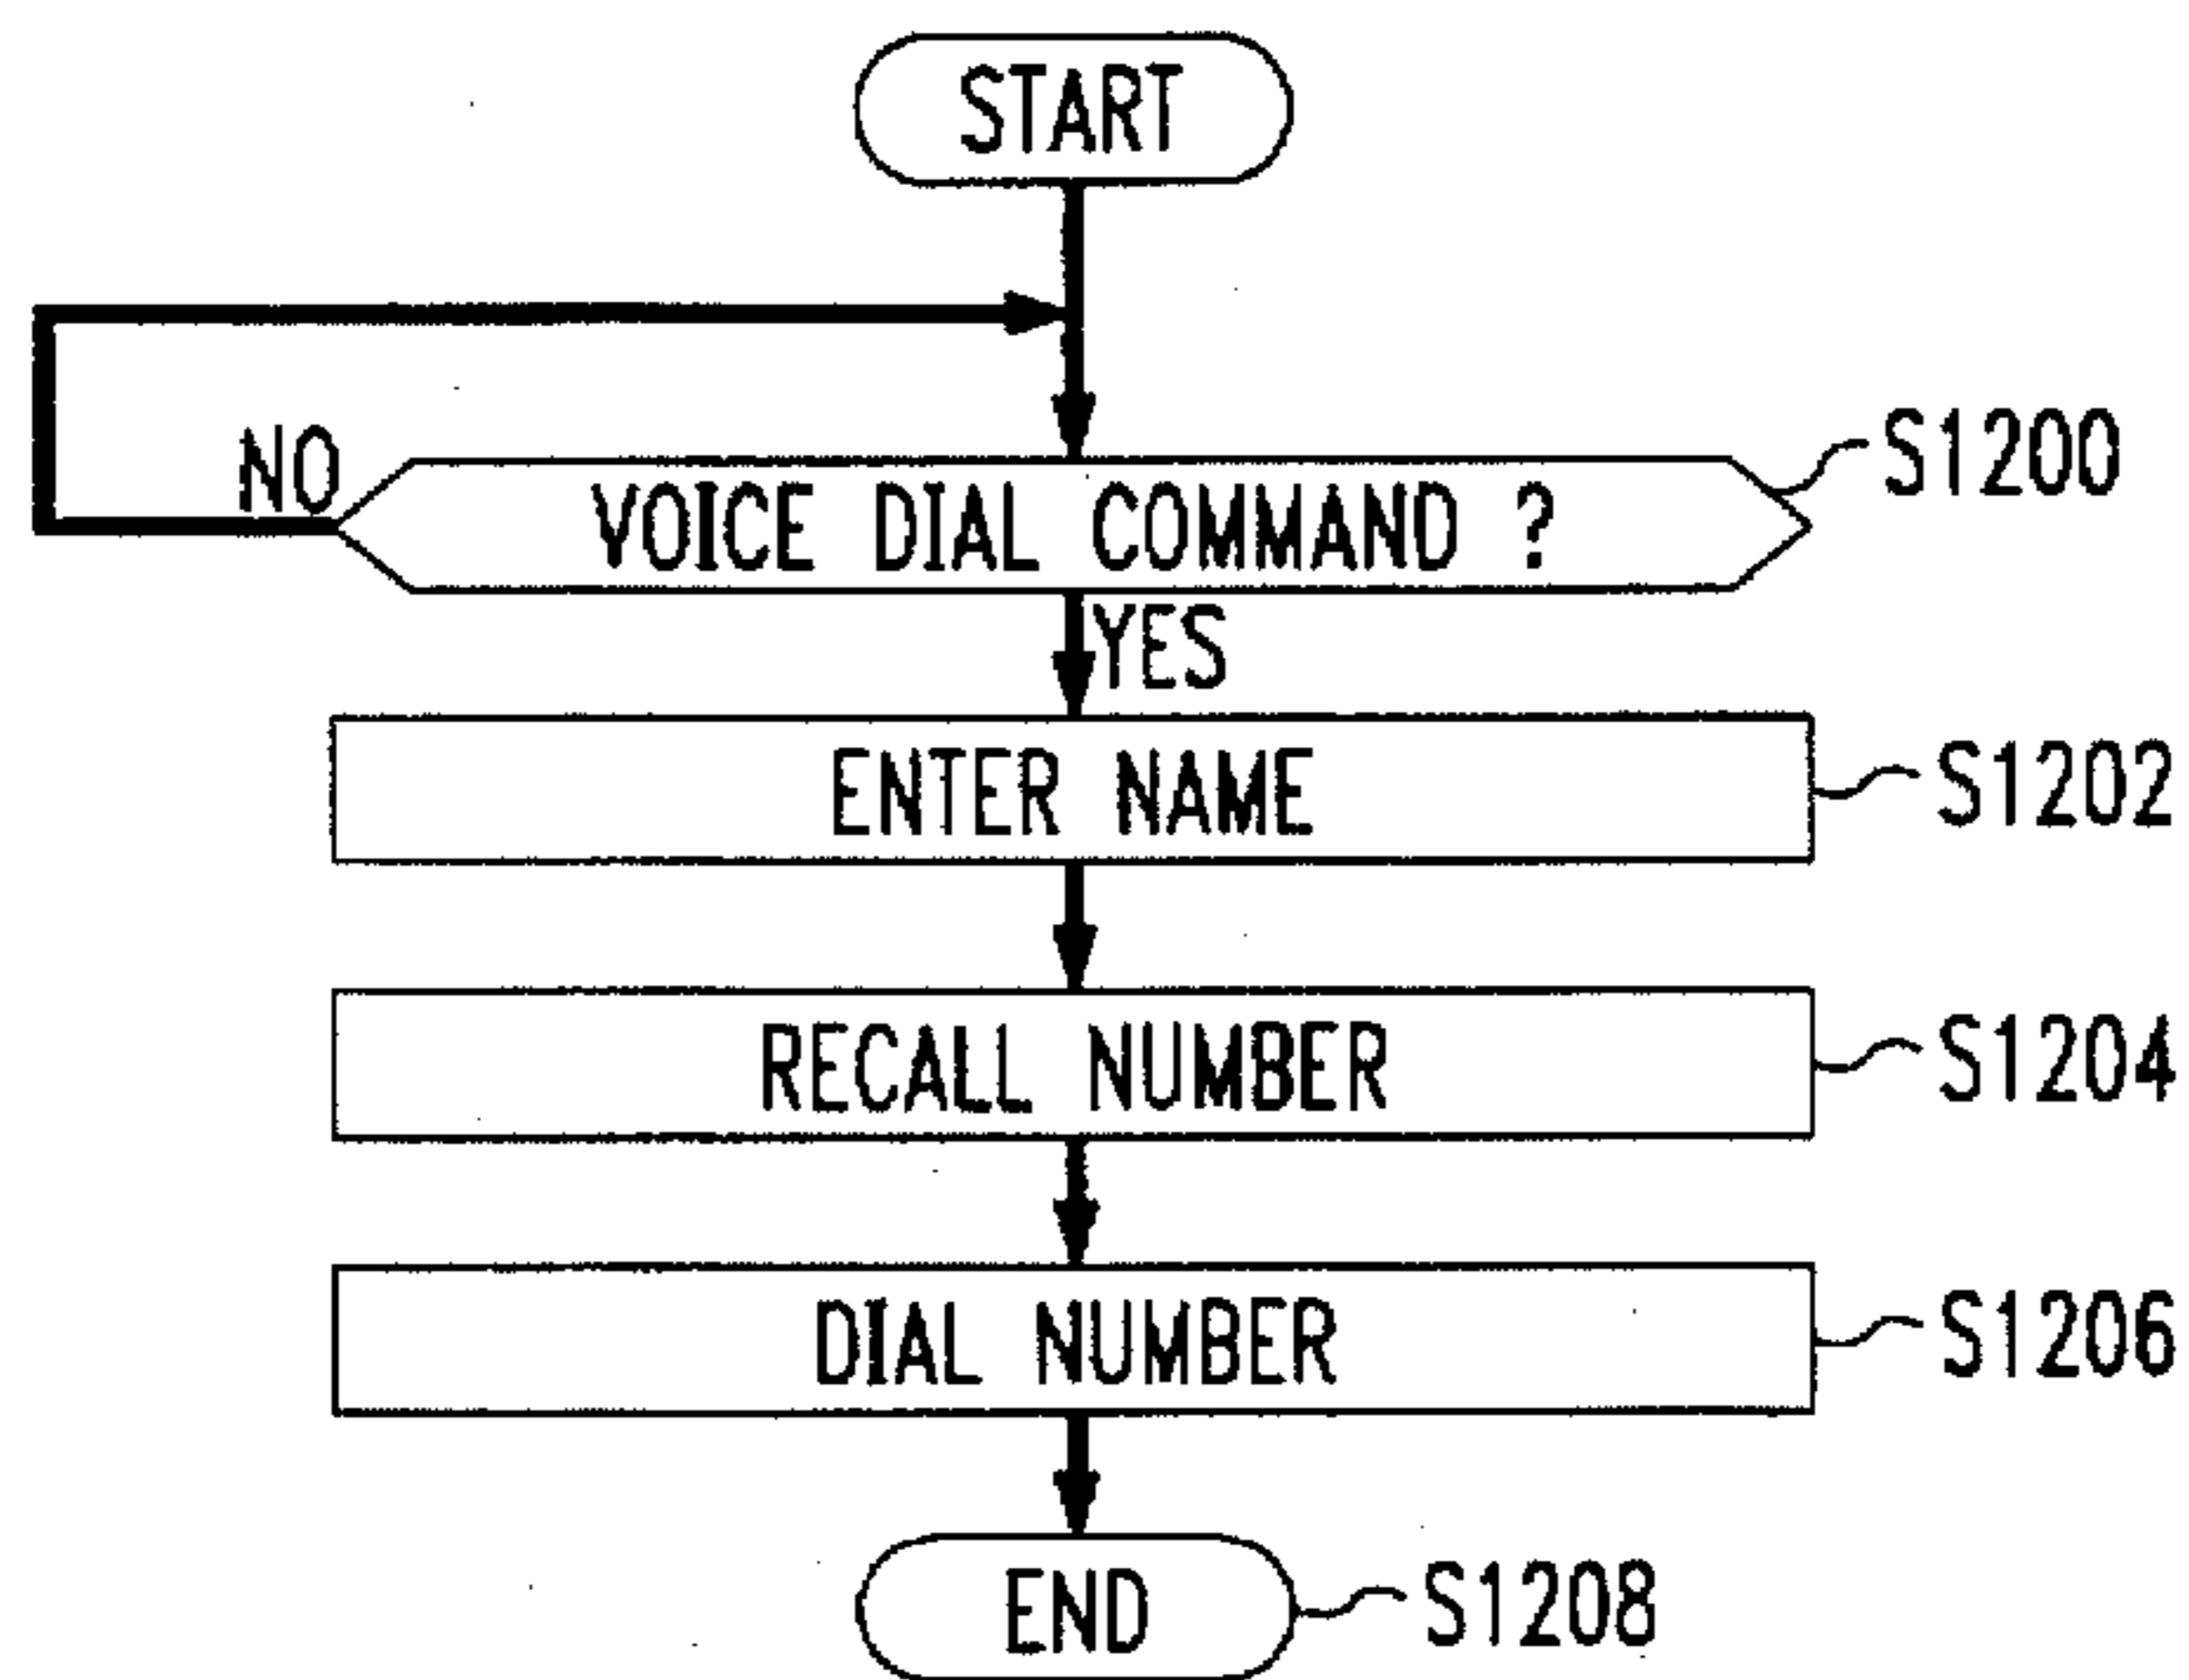 START
NO
VOICE DIAL COMMAND ?
S1200
YES
ENTER NAME
S1202
RECALL NUMBER
S1204
DIAL NUMBER
S1206
END
S1208